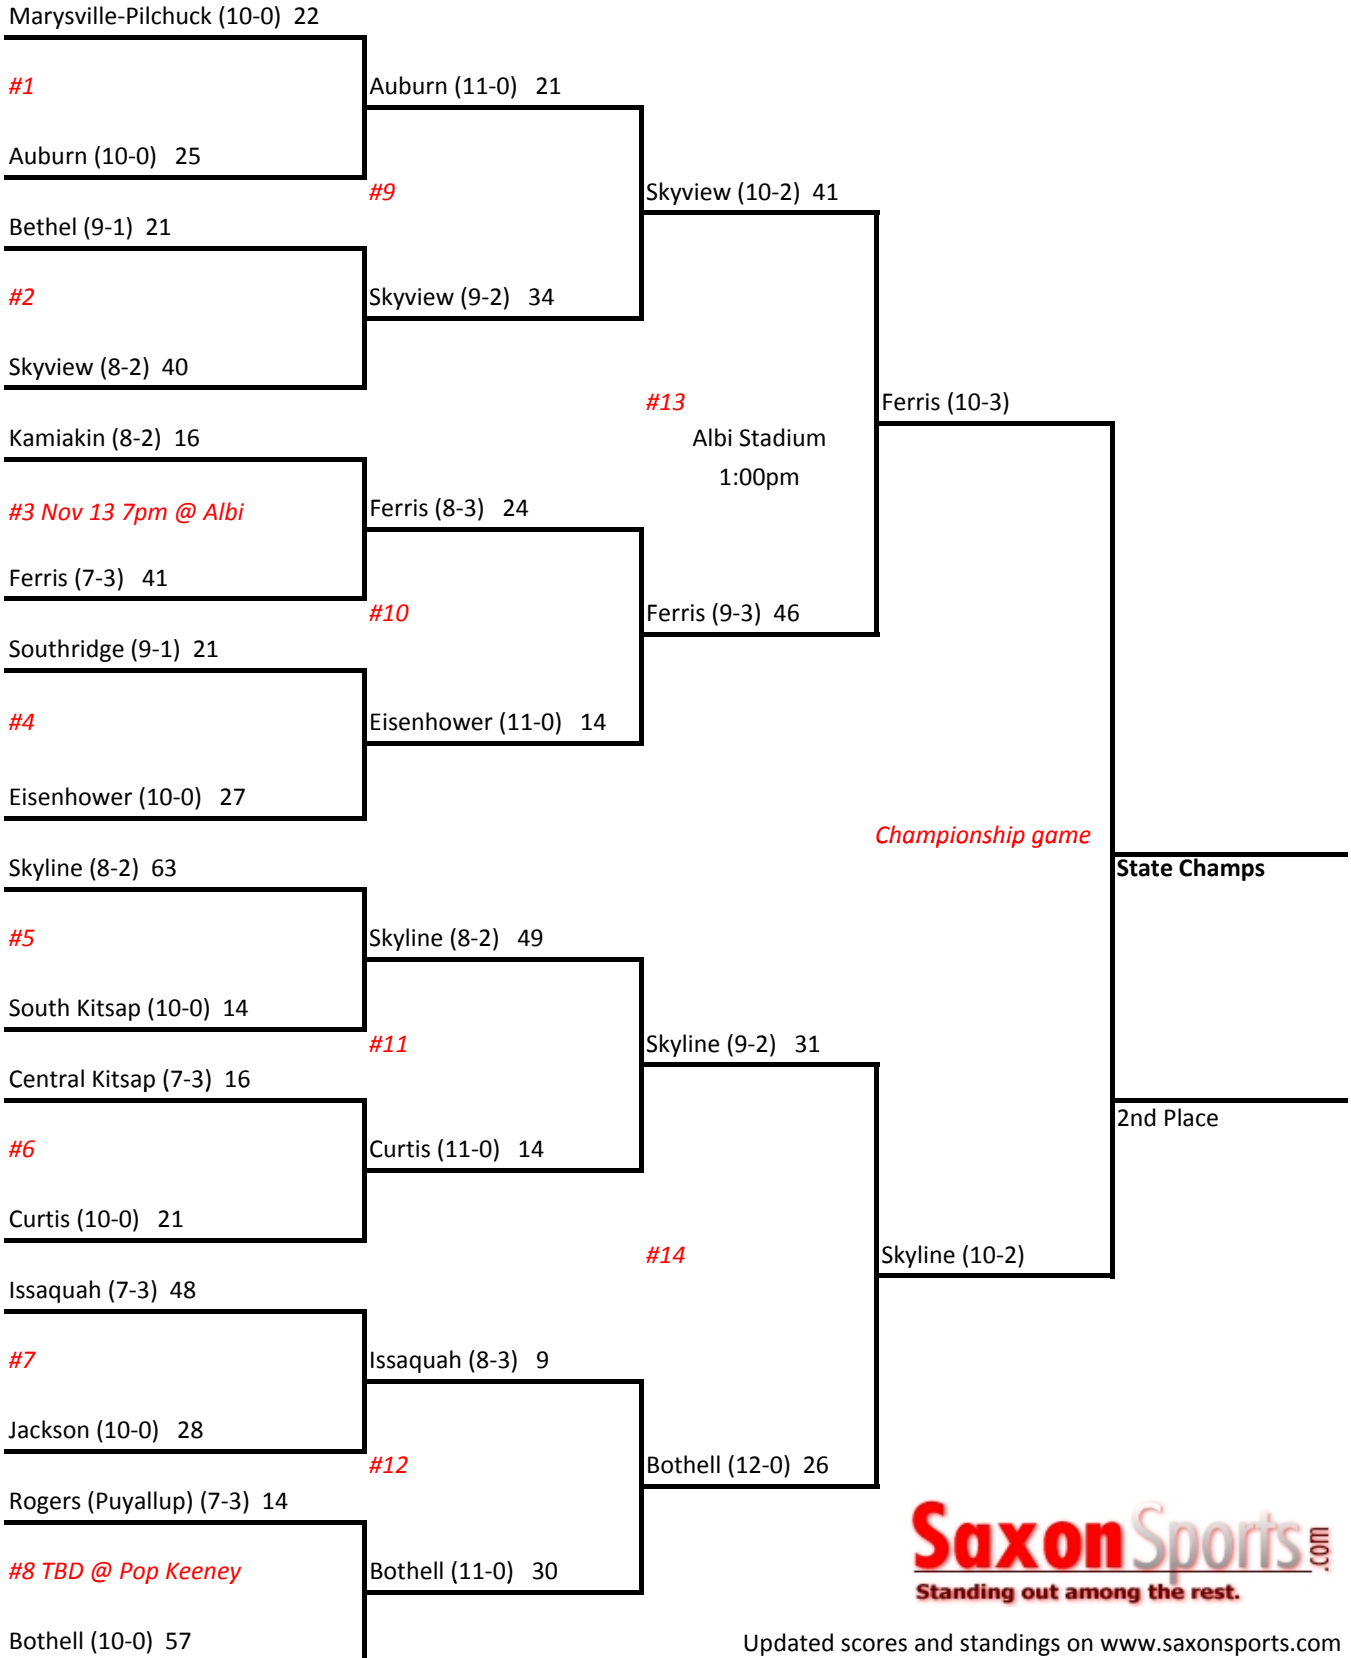 Marysville-Pilchuck (10-0) 22
#1
Auburn (11-0) 21
Auburn (10-0) 25
#9
Skyview (10-2) 41
Bethel (9-1) 21
#2
Skyview (9-2) 34
Skyview (8-2) 40
#13
Ferris (10-3)
Kamiakin (8-2) 16
Albi Stadium
1:00pm
#3 Nov 13 7pm @ Albi
Ferris (8-3) 24
Ferris (7-3) 41
#10
Ferris (9-3) 46
Southridge (9-1) 21
#4
Eisenhower (11-0) 14
Eisenhower (10-0) 27
Championship game
State Champs
Skyline (8-2) 63
#5
Skyline (8-2) 49
South Kitsap (10-0) 14
#11
Skyline (9-2) 31
Central Kitsap (7-3) 16
2nd Place
#6
Curtis (11-0) 14
Curtis (10-0) 21
#14
Skyline (10-2)
Issaquah (7-3) 48
#7
Issaquah (8-3) 9
Jackson (10-0) 28
#12
Bothell (12-0) 26
Rogers (Puyallup) (7-3) 14
#8 TBD @ Pop Keeney
Bothell (11-0) 30
SaxonSports.com
Standing out among the rest.
Bothell (10-0) 57
Updated scores and standings on www.saxonsports.com